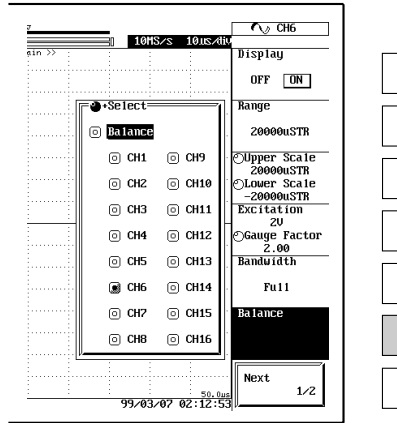 CH6
10MS/s 10us/div
ain >>
Display
OFF ON
Range
20000uSTR
Upper Scale
20000uSTR
Lower Scale
-20000uSTR
Excitation
2V
Gauge Factor
2.00
Bandwidth
Full
Balance
Next
1/2
+Select
Balance
CH1 CH9
CH2 CH10
CH3 CH11
CH4 CH12
CH5 CH13
CH6 CH14
CH7 CH15
CH8 CH16
50.0us
99/03/07 02:12:53